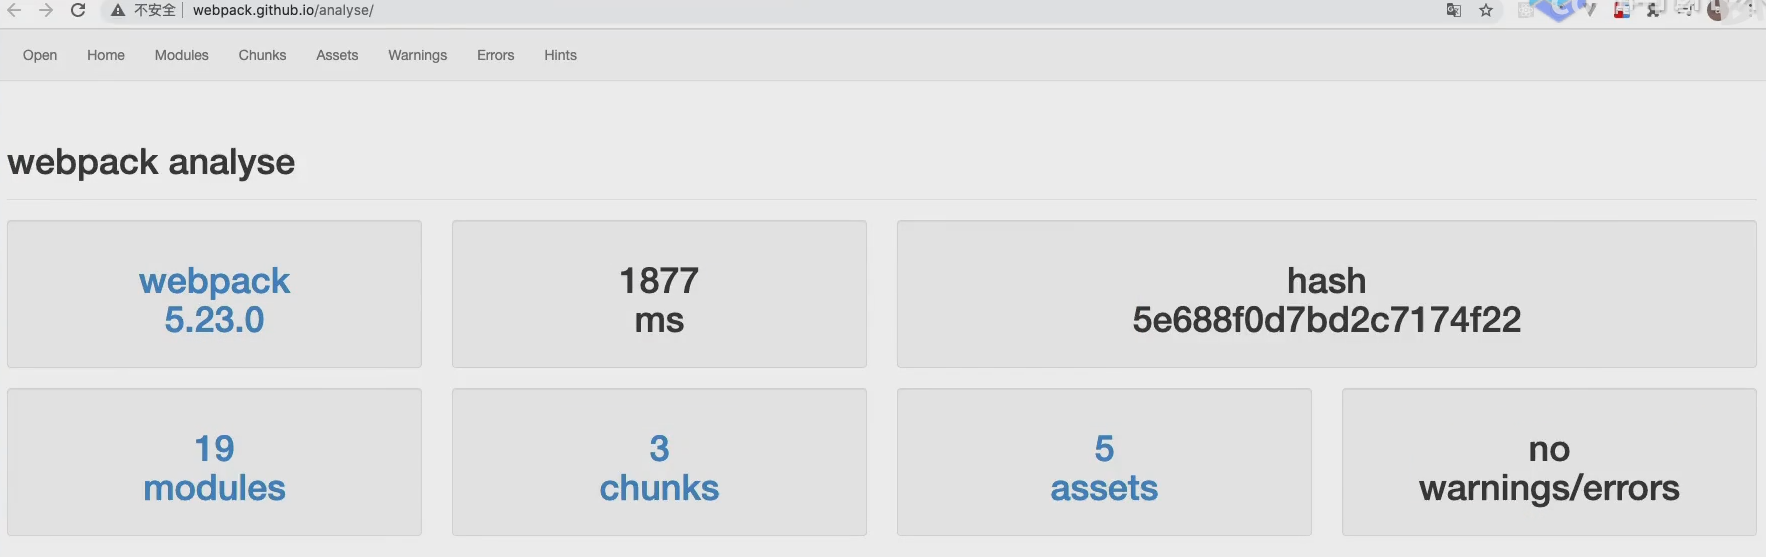 不安全 webpack.github.io/analyse/
Open Home Modules Chunks Assets Warnings Errors Hints
webpack analyse
webpack
5.23.0
1877
ms
hash
5e688f0d7bd2c7174f22
19
modules
3
chunks
5
assets
no
warnings/errors